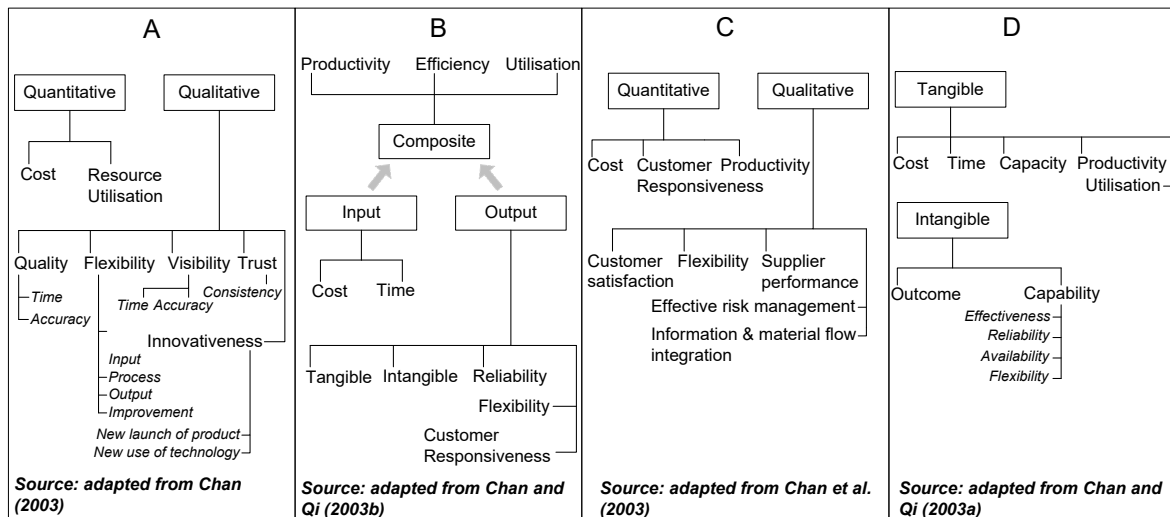 A
Quantitative
Qualitative
Cost
Resource
Utilisation
Quality
Flexibility
Visibility
Trust
Time
Accuracy
Time Accuracy
Consistency
Innovativeness
Input
Process
Output
Improvement
New launch of product
New use of technology
Source: adapted from Chan
(2003)
B
Productivity
Efficiency
Utilisation
Composite
Input
Output
Cost
Time
Tangible
Intangible
Reliability
Flexibility
Customer
Responsiveness
Source: adapted from Chan and
Qi (2003b)
C
Quantitative
Qualitative
Cost
Customer
Responsiveness
Productivity
Customer
satisfaction
Flexibility
Supplier
performance
Effective risk management
Information & material flow
integration
Source: adapted from Chan et al.
(2003)
D
Tangible
Cost
Time
Capacity
Productivity
Utilisation
Intangible
Outcome
Capability
Effectiveness
Reliability
Availability
Flexibility
Source: adapted from Chan and
Qi (2003a)